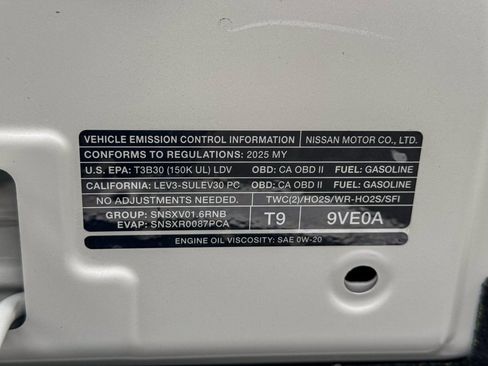 VEHICLE EMISSION CONTROL INFORMATION NISSAN MOTOR CO., LTD.
CONFORMS TO REGULATIONS: 2025 MY
U.S. EPA: T3B30 (150K UL) LDV OBD: CA OBD II FUEL: GASOLINE
CALIFORNIA: LEV3-SULEV30 PC OBD: CA OBD II FUEL: GASOLINE
NO ADJUSTMENTS NEEDED. TWC(2)/HO2S/WR-HO2S/SFI
GROUP: SNSXV01.6RNB
EVAP: SNSXR0087PCA
T9 9VE0A
ENGINE OIL VISCOSITY: SAE 0W-20